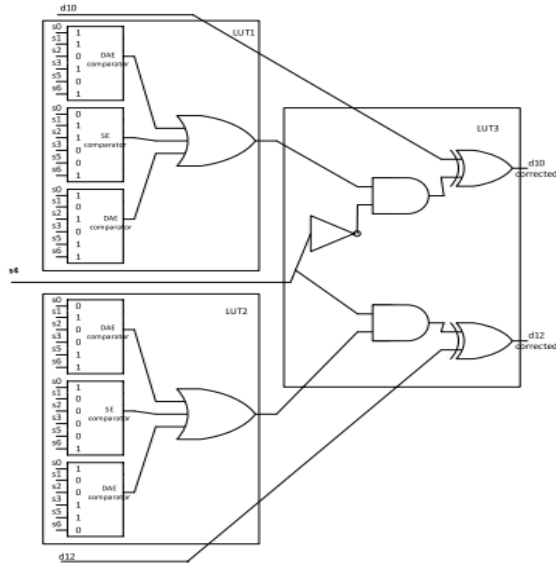 d10
LUT1
s0 1
s1 1
s2 0 DAE
s3 1 comparator
s5 0
s6 1
s0 0
s1 1
s2 1 SE
s3 0 comparator
s5 0
s6 1
s0 0
s1 0
s2 1 DAE
s3 0 comparator
s5 1
s6 1
LUT3
d10
corrected
s4
d12
corrected
LUT2
s0 0
s1 1
s2 0 DAE
s3 0 comparator
s5 1
s6 1
s0 1
s1 0
s2 0 SE
s3 0 comparator
s5 0
s6 1
s0 1
s1 0
s2 0 DAE
s3 1 comparator
s5 1
s6 0
d12